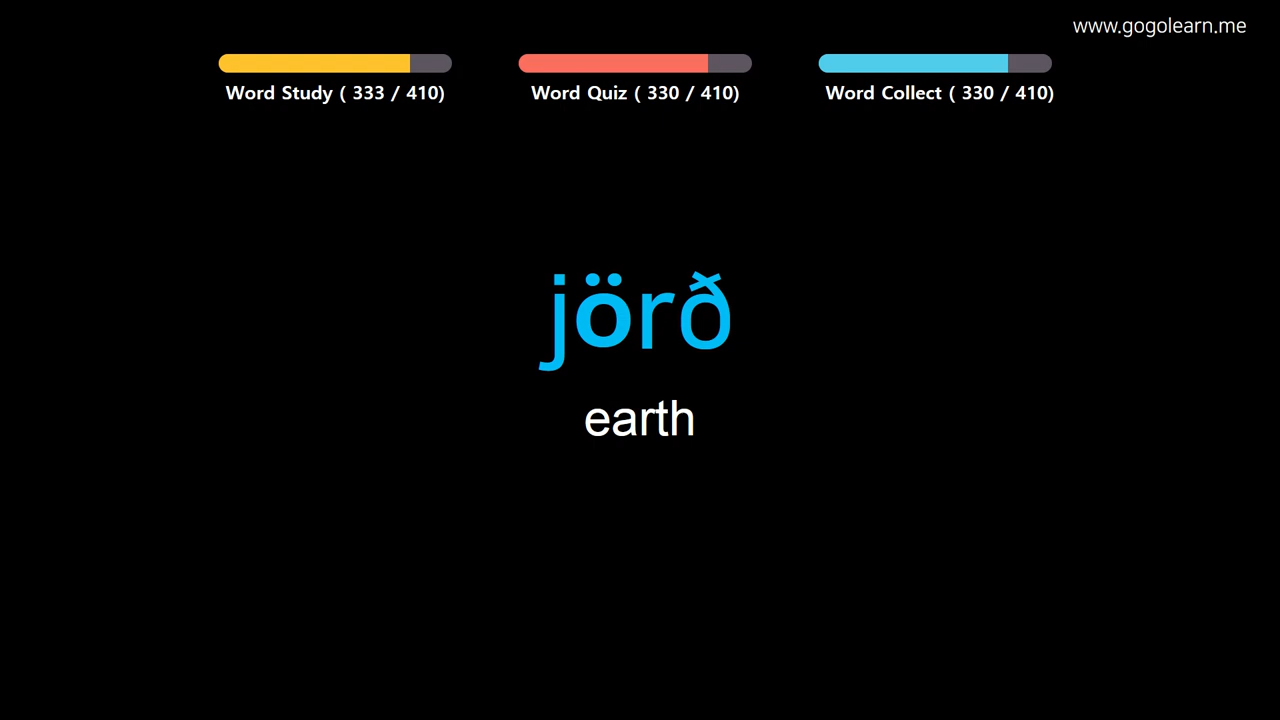 www.gogolearn.me
Word Study ( 333 / 410)
Word Quiz ( 330 / 410)
Word Collect ( 330 / 410)
jörð
earth